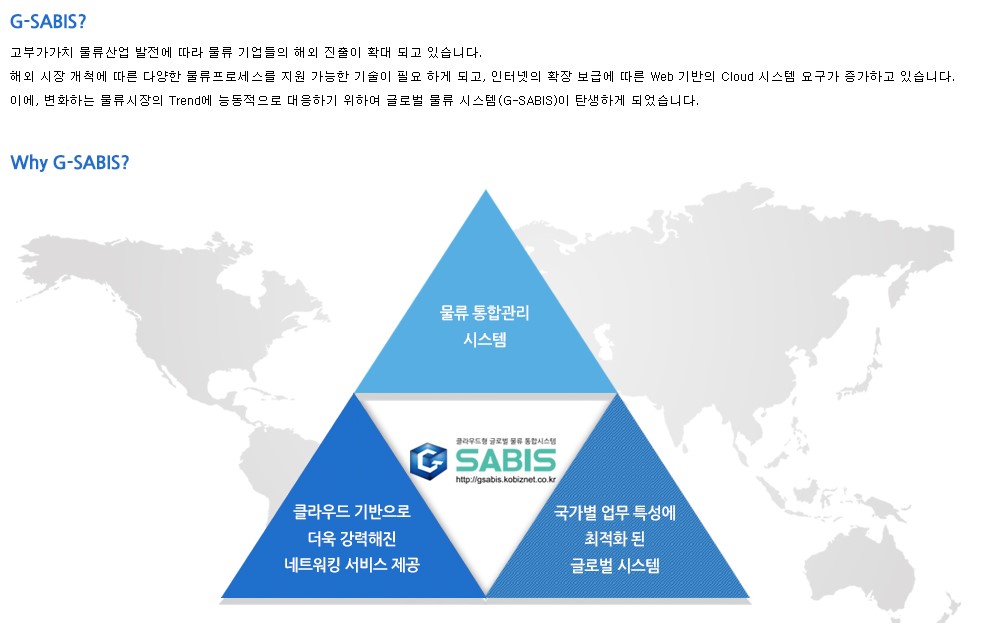 G-SABIS?
고부가가치 물류산업 발전에 따라 물류 기업들의 해외 진출이 확대 되고 있습니다.
해외 시장 개척에 따른 다양한 물류프로세스를 지원 가능한 기술이 필요 하게 되고, 인터넷의 확장 보급에 따른 Web 기반의 Cloud 시스템 요구가 증가하고 있습니다.
이에, 변화하는 물류시장의 Trend에 능동적으로 대응하기 위하여 글로벌 물류 시스템(G-SABIS)이 탄생하게 되었습니다.
Why G-SABIS?
물류 통합관리
시스템
클라우드형 글로벌 물류 통합시스템
G SABIS
http://gsabis.kobiznet.co.kr
클라우드 기반으로
더욱 강력해진
네트워킹 서비스 제공
국가별 업무 특성에
최적화 된
글로벌 시스템